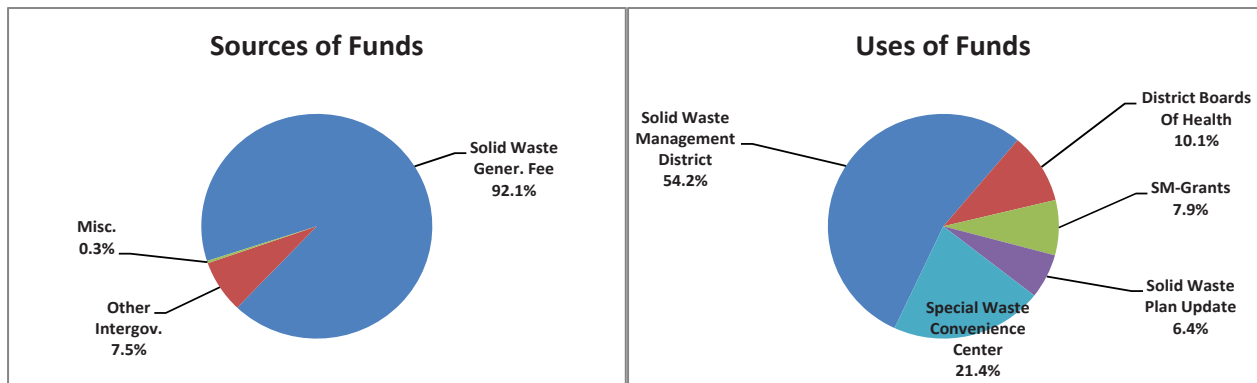 Sources of Funds
Solid Waste
Gener. Fee
92.1%
Misc.
0.3%
Other
Intergov.
7.5%
Uses of Funds
Solid Waste
Management
District
54.2%
District Boards
Of Health
10.1%
SM-Grants
7.9%
Solid Waste
Plan Update
6.4%
Special Waste
Convenience
Center
21.4%